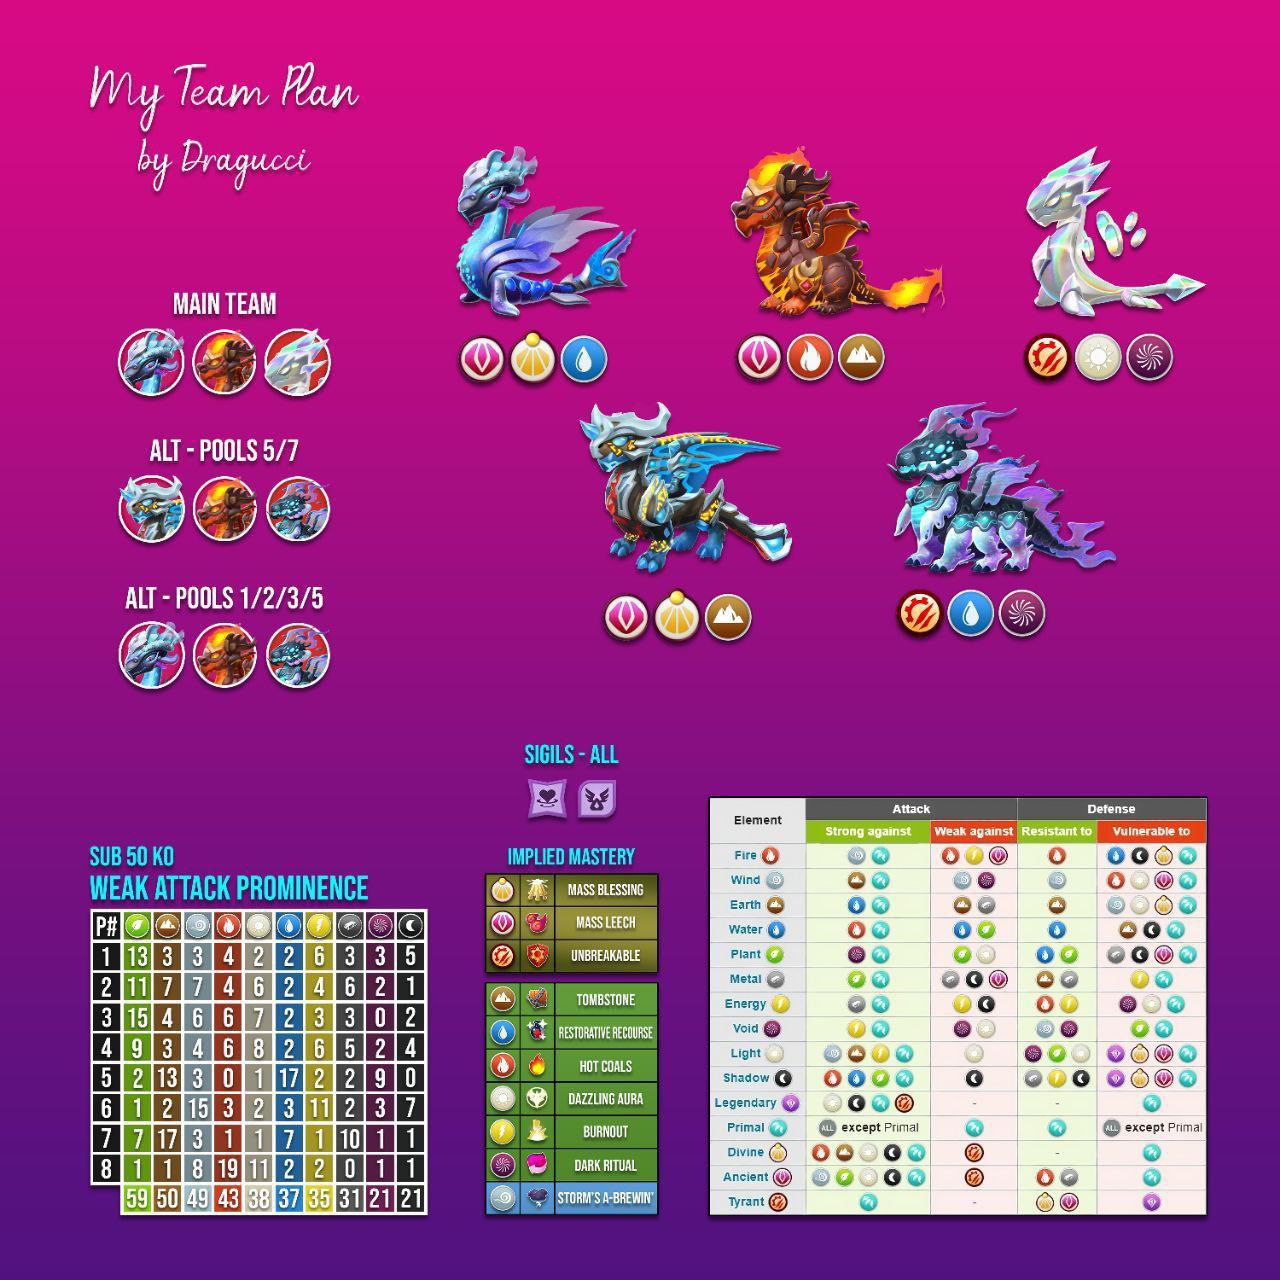 My Team Plan
by Dragucci
MAIN TEAM
ALT - POOLS 5/7
ALT - POOLS 1/2/3/5
SIGILS - ALL
SUB 50 KO
WEAK ATTACK PROMINENCE
P#
1 13 3 3 4 2 2 6 3 3 5
2 11 7 7 4 6 2 4 6 2 1
3 15 4 6 6 7 2 3 3 0 2
4 9 3 4 6 8 2 6 5 2 4
5 2 13 3 0 1 17 2 2 9 0
6 1 2 15 3 2 3 11 2 3 7
7 7 17 3 1 1 7 1 10 1 1
8 1 1 8 19 11 2 2 0 1 1
59 50 49 43 38 37 35 31 21 21
IMPLIED MASTERY
MASS BLESSING
MASS LEECH
UNBREAKABLE
TOMBSTONE
RESTORATIVE RECOURSE
HOT COALS
DAZZLING AURA
BURNOUT
DARK RITUAL
STORM'S A-BREWIN'
Element Attack Defense
Strong against Weak against Resistant to Vulnerable to
Fire
Wind
Earth
Water
Plant
Metal
Energy
Void
Light
Shadow
Legendary - -
Primal ALL except Primal ALL except Primal
Divine -
Ancient
Tyrant -